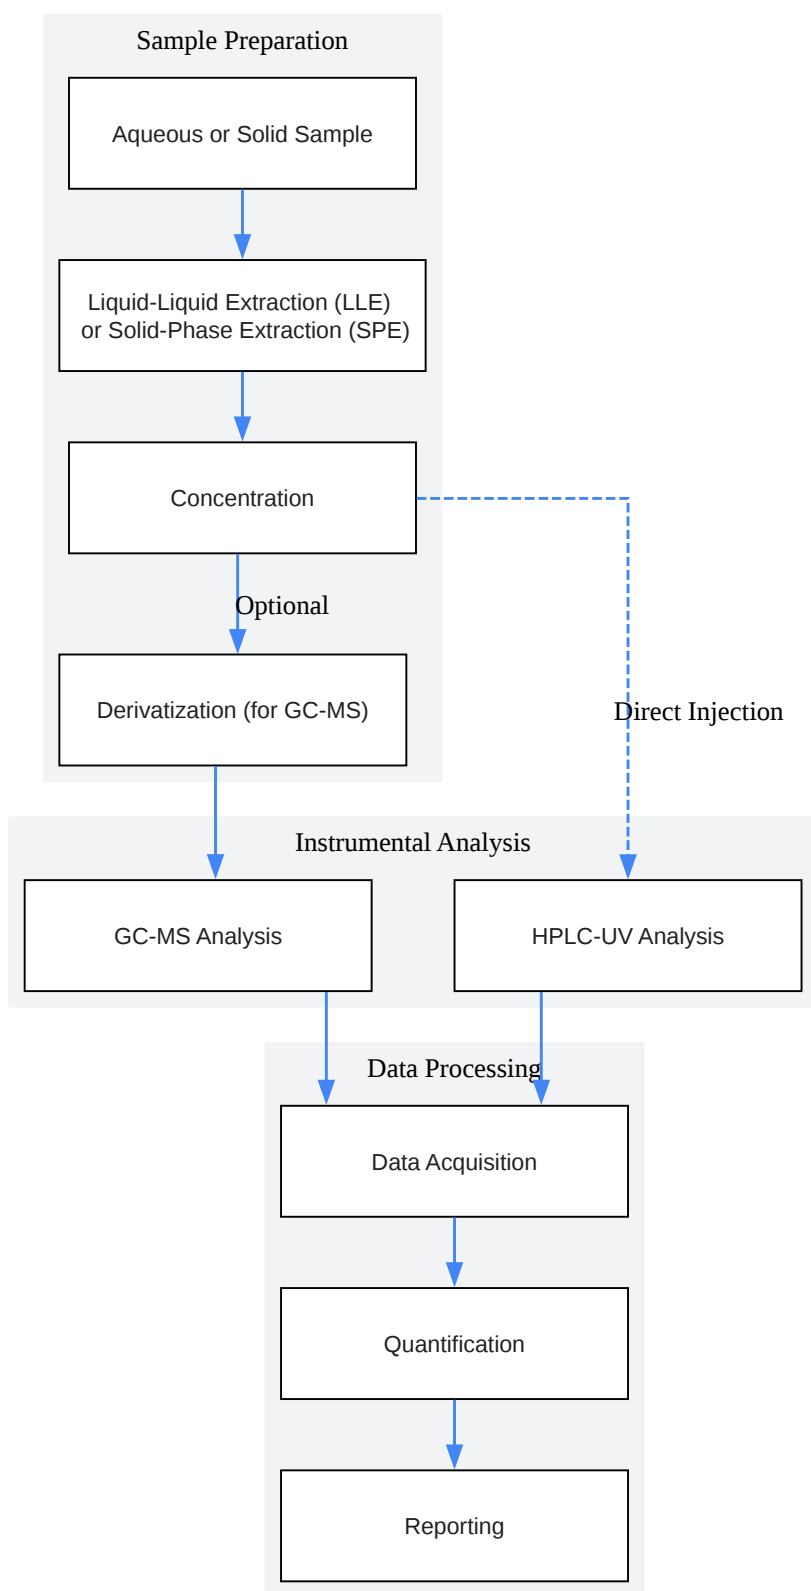 Sample Preparation
Aqueous or Solid Sample
Liquid-Liquid Extraction (LLE)
or Solid-Phase Extraction (SPE)
Concentration
Optional
Derivatization (for GC-MS)
Direct Injection
Instrumental Analysis
GC-MS Analysis
HPLC-UV Analysis
Data Processing
Data Acquisition
Quantification
Reporting